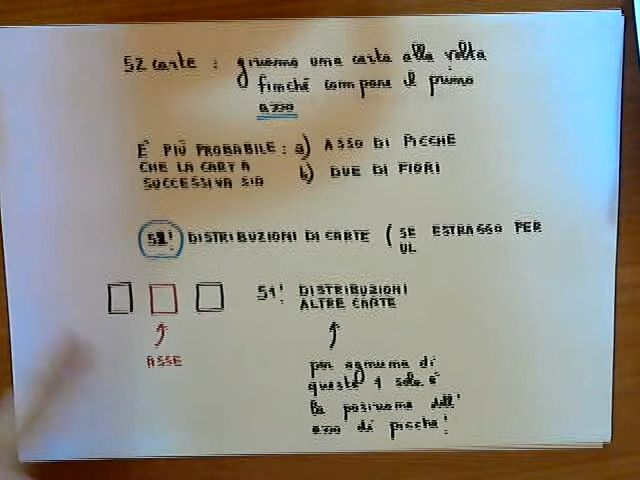 52 carte : giriamo una carta alla volta
finché compare il primo
asso
E' PIÙ PROBABILE : a) ASSO DI PICCHE
CHE LA CARTA b) DUE DI FIORI
SUCCESSIVA SIA
DISTRIBUZIONI DI CARTE ( SE ESTRAGGO PER
UL
51! DISTRIBUZIONI
ALTRE CARTE
ASSE
per ognuna di
queste 1 sola è
la posizione dell'
asso di picche!